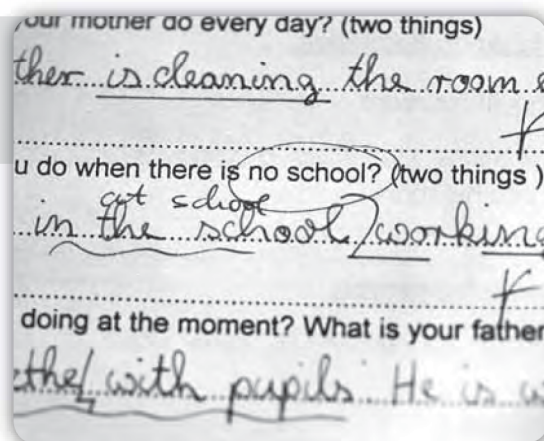 our mother do every day? (two things)
ther is cleaning the room
u do when there is no school? (two things )
at school
in the school working
doing at the moment? What is your father
the with pupils He is